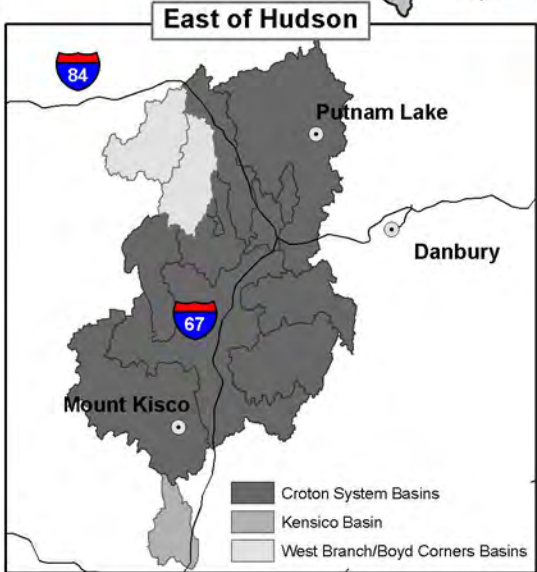 East of Hudson
84
Putnam Lake
Danbury
67
Mount Kisco
Croton System Basins
Kensico Basin
West Branch/Boyd Corners Basins